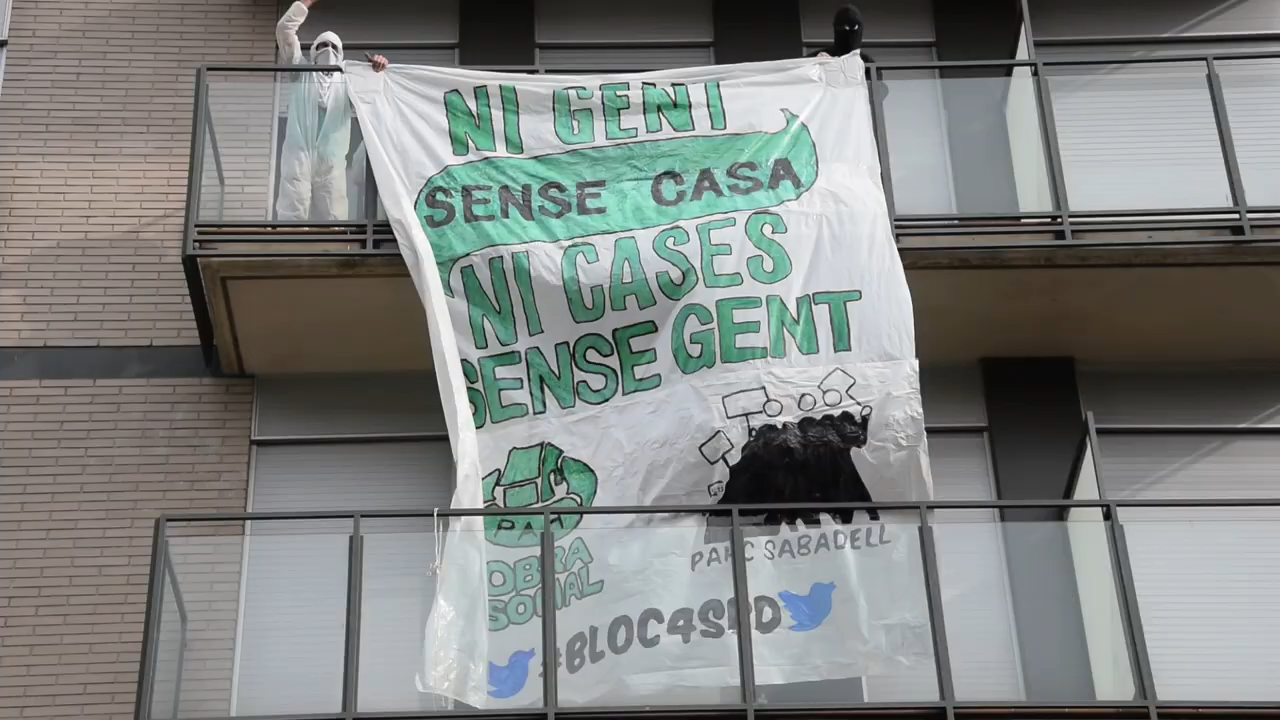 NI GENT
SENSE CASA
NI CASES
SENSE GENT
PAH
OBRA
SOCIAL
PAHC SABADELL
#BLOC4SBD